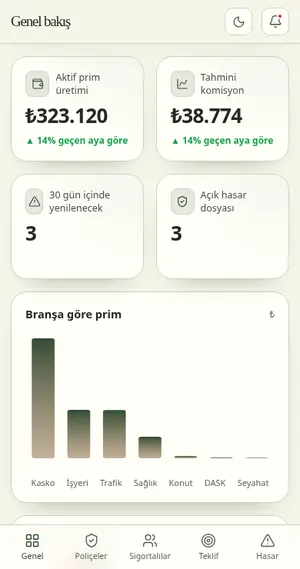 Genel bakış
Aktif prim
üretimi
₺323.120
▲ 14% geçen aya göre
Tahmini
komisyon
₺38.774
▲ 14% geçen aya göre
30 gün içinde
yenilenecek
3
Açık hasar
dosyası
3
Branşa göre prim
₺
Kasko İşyeri Trafik Sağlık Konut DASK Seyahat
Genel Poliçeler Sigortalılar Teklif Hasar